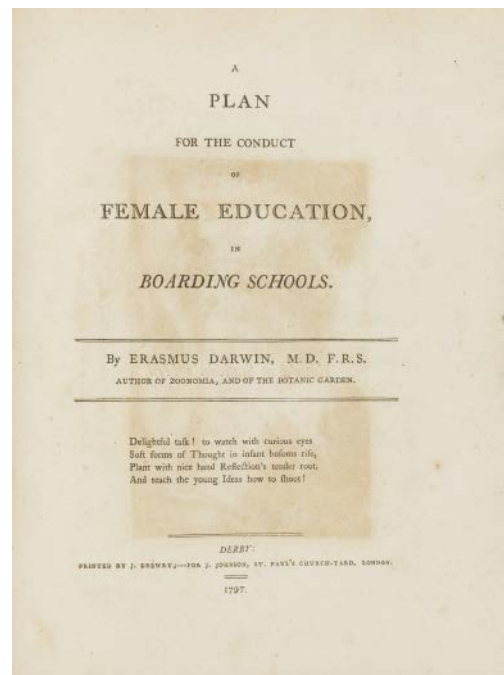 A
PLAN
FOR THE CONDUCT
OF
FEMALE EDUCATION,
IN
BOARDING SCHOOLS.
By ERASMUS DARWIN, M.D. F.R.S.
AUTHOR OF ZOONOMIA, AND OF THE BOTANIC GARDEN.
Delightful taſk! to watch with curious eyes
Soft forms of Thought in infant boſoms riſe,
Plant with nice hand Reflection's tender root,
And teach the young Ideas how to ſhoot!
DERBY:
PRINTED BY J. DREWRY;—FOR J. JOHNSON, ST. PAUL'S CHURCH-YARD, LONDON.
1797.